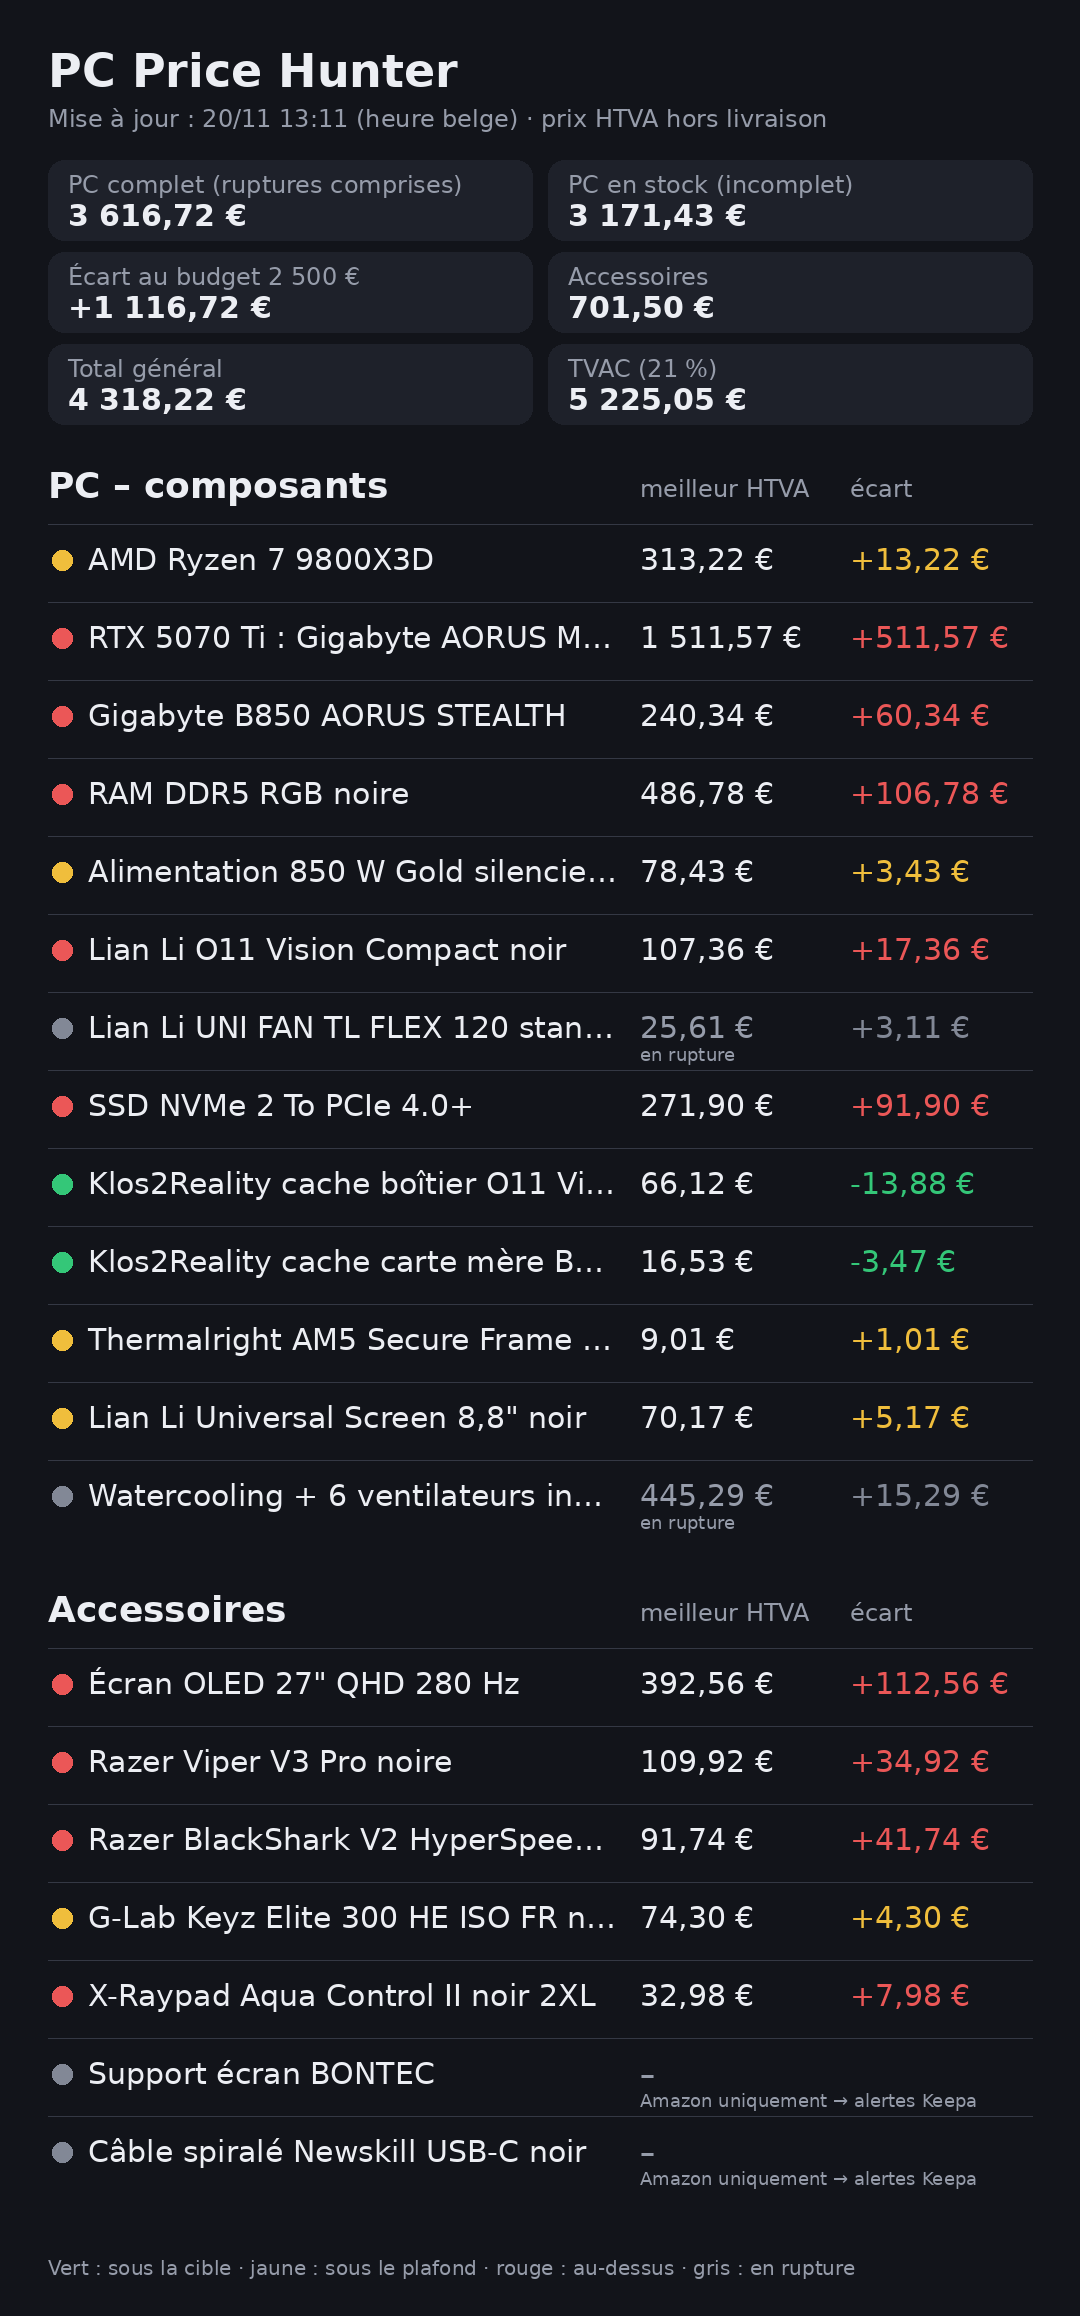 PC Price Hunter
Mise à jour : 20/11 13:11 (heure belge) · prix HTVA hors livraison
PC complet (ruptures comprises)
3 616,72 €
PC en stock (incomplet)
3 171,43 €
Écart au budget 2 500 €
+1 116,72 €
Accessoires
701,50 €
Total général
4 318,22 €
TVAC (21 %)
5 225,05 €
PC – composants meilleur HTVA écart
AMD Ryzen 7 9800X3D 313,22 € +13,22 €
RTX 5070 Ti : Gigabyte AORUS M… 1 511,57 € +511,57 €
Gigabyte B850 AORUS STEALTH 240,34 € +60,34 €
RAM DDR5 RGB noire 486,78 € +106,78 €
Alimentation 850 W Gold silencie… 78,43 € +3,43 €
Lian Li O11 Vision Compact noir 107,36 € +17,36 €
Lian Li UNI FAN TL FLEX 120 stan… 25,61 € +3,11 €
en rupture
SSD NVMe 2 To PCIe 4.0+ 271,90 € +91,90 €
Klos2Reality cache boîtier O11 Vi… 66,12 € -13,88 €
Klos2Reality cache carte mère B… 16,53 € -3,47 €
Thermalright AM5 Secure Frame … 9,01 € +1,01 €
Lian Li Universal Screen 8,8" noir 70,17 € +5,17 €
Watercooling + 6 ventilateurs in… 445,29 € +15,29 €
en rupture
Accessoires meilleur HTVA écart
Écran OLED 27" QHD 280 Hz 392,56 € +112,56 €
Razer Viper V3 Pro noire 109,92 € +34,92 €
Razer BlackShark V2 HyperSpee… 91,74 € +41,74 €
G-Lab Keyz Elite 300 HE ISO FR n… 74,30 € +4,30 €
X-Raypad Aqua Control II noir 2XL 32,98 € +7,98 €
Support écran BONTEC –
Amazon uniquement → alertes Keepa
Câble spiralé Newskill USB-C noir –
Amazon uniquement → alertes Keepa
Vert : sous la cible · jaune : sous le plafond · rouge : au-dessus · gris : en rupture